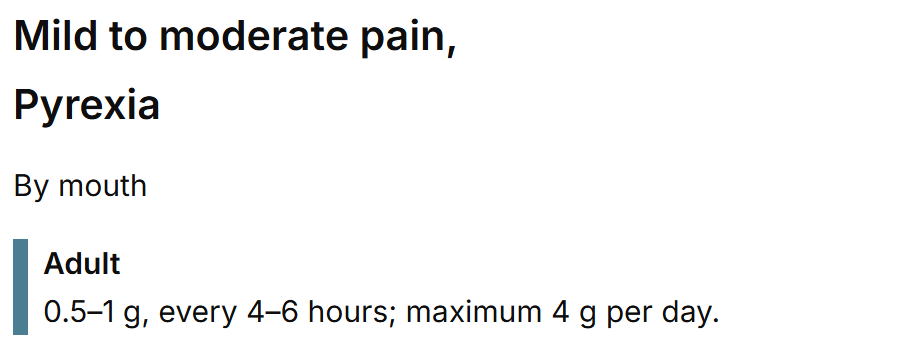 Mild to moderate pain,
Pyrexia
By mouth
Adult
0.5–1 g, every 4–6 hours; maximum 4 g per day.